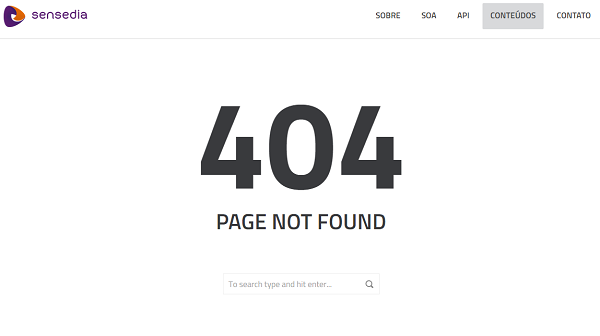 sensedia
SOBRE SOA API CONTEÚDOS CONTATO
404
PAGE NOT FOUND
To search type and hit enter...